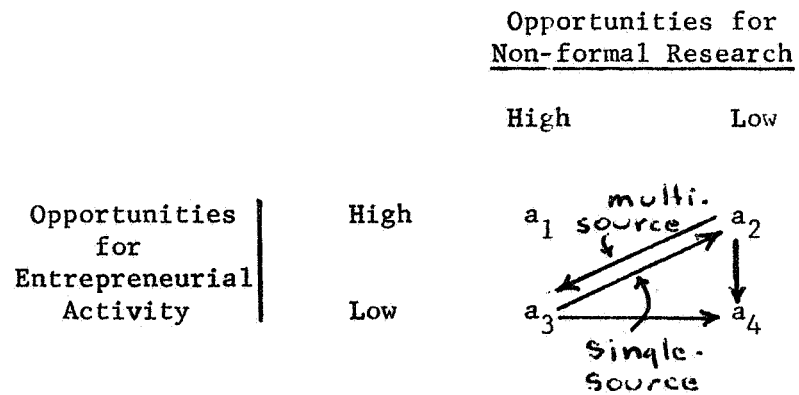 Opportunities for
Non-formal Research
High Low
Opportunities
for
Entrepreneurial
Activity
High
a1
multi-
source
a2
Low
a3
a4
Single-
Source